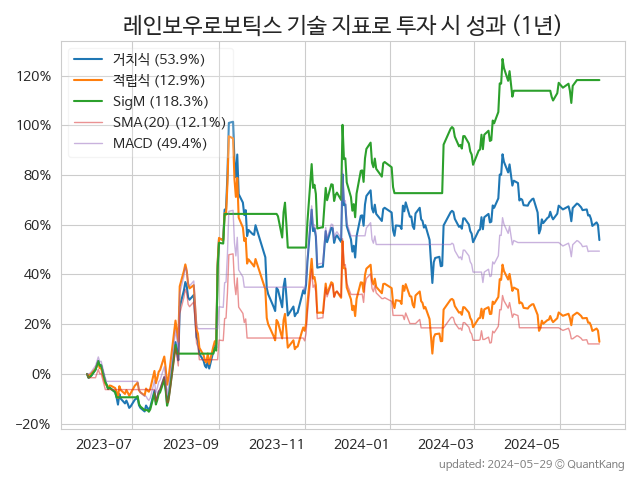 레인보우로보틱스 기술 지표로 투자 시 성과 (1년)
거치식 (53.9%)
적립식 (12.9%)
SigM (118.3%)
SMA(20) (12.1%)
MACD (49.4%)
120%
100%
80%
60%
40%
20%
0%
−20%
2023-07 2023-09 2023-11 2024-01 2024-03 2024-05
updated: 2024-05-29 © QuantKang